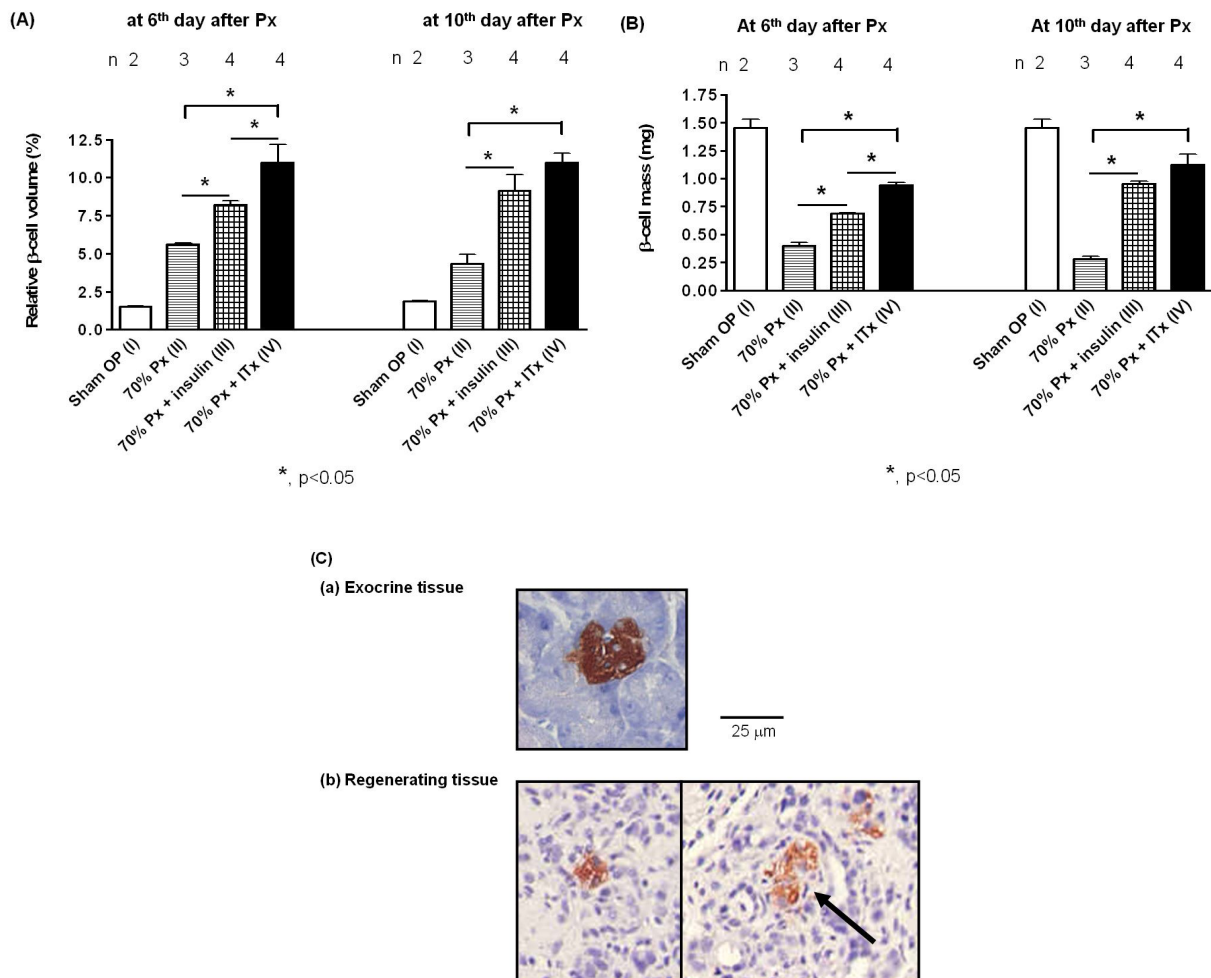 (A)
at 6th day after Px
at 10th day after Px
n 2 3 4 4
n 2 3 4 4
Relative β-cell volume (%)
12.5
10.0
7.5
5.0
2.5
0.0
* * *
* *
Sham OP (I)
70% Px (II)
70% Px + insulin (III)
70% Px + ITx (IV)
Sham OP (I)
70% Px (II)
70% Px + insulin (III)
70% Px + ITx (IV)
*, p<0.05
(B)
At 6th day after Px
At 10th day after Px
n 2 3 4 4
n 2 3 4 4
β-cell mass (mg)
1.75
1.50
1.25
1.00
0.75
0.50
0.25
0.00
* * *
* *
Sham OP (I)
70% Px (II)
70% Px + insulin (III)
70% Px + ITx (IV)
Sham OP (I)
70% Px (II)
70% Px + insulin (III)
70% Px + ITx (IV)
*, p<0.05
(C)
(a) Exocrine tissue
25 μm
(b) Regenerating tissue